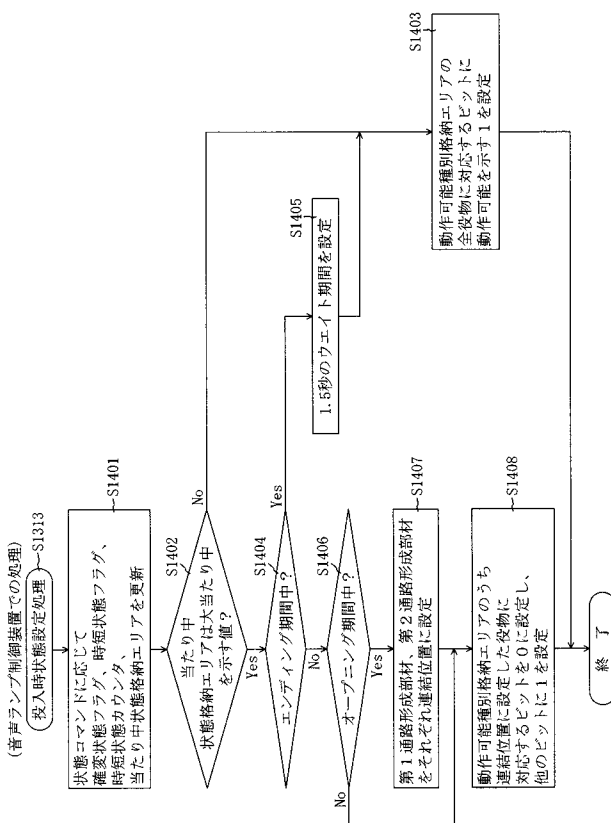 (音声ランプ制御装置での処理)
投入時状態設定処理
S1313
状態コマンドに応じて
確変状態フラグ、時短状態フラグ、
時短状態カウンタ、
当たり中状態格納エリアを更新
S1401
当たり中
状態格納エリアは大当たり中
を示す値？
S1402
No
Yes
エンディング期間中？
S1404
Yes
No
1.5秒のウエイト期間を設定
S1405
オープニング期間中？
S1406
No
Yes
第1通路形成部材、第2通路形成部材
をそれぞれ連結位置に設定
S1407
動作可能種別格納エリアのうち
連結位置に設定した役物に
対応するビットを0に設定し、
他のビットに1を設定
S1408
動作可能種別格納エリアの
全役物に対応するビットに
動作可能を示す1を設定
S1403
終 了